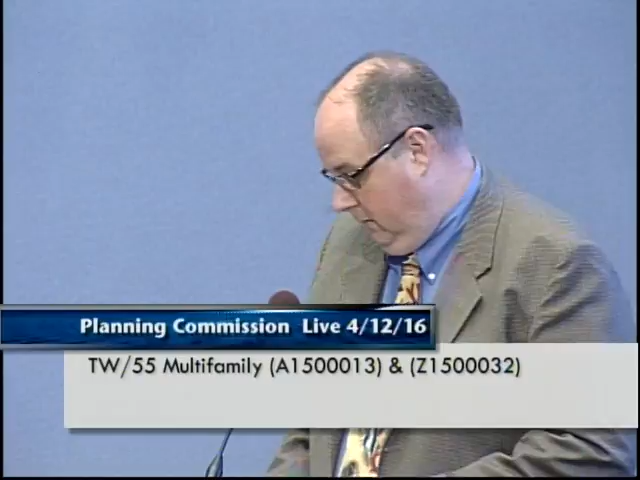 Planning Commission Live 4/12/16
TW/55 Multifamily (A1500013) & (Z1500032)